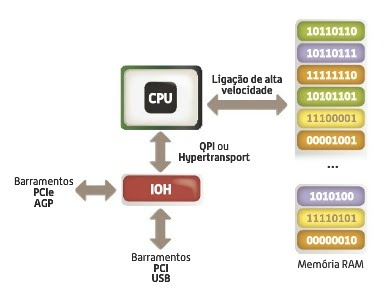 CPU
Ligação de alta
velocidade
QPI ou
Hypertransport
IOH
Barramentos
PCIe
AGP
Barramentos
PCI
USB
10110110
10110111
11111110
10101101
11100001
00001001
...
1010100
11110101
00000010
Memória RAM